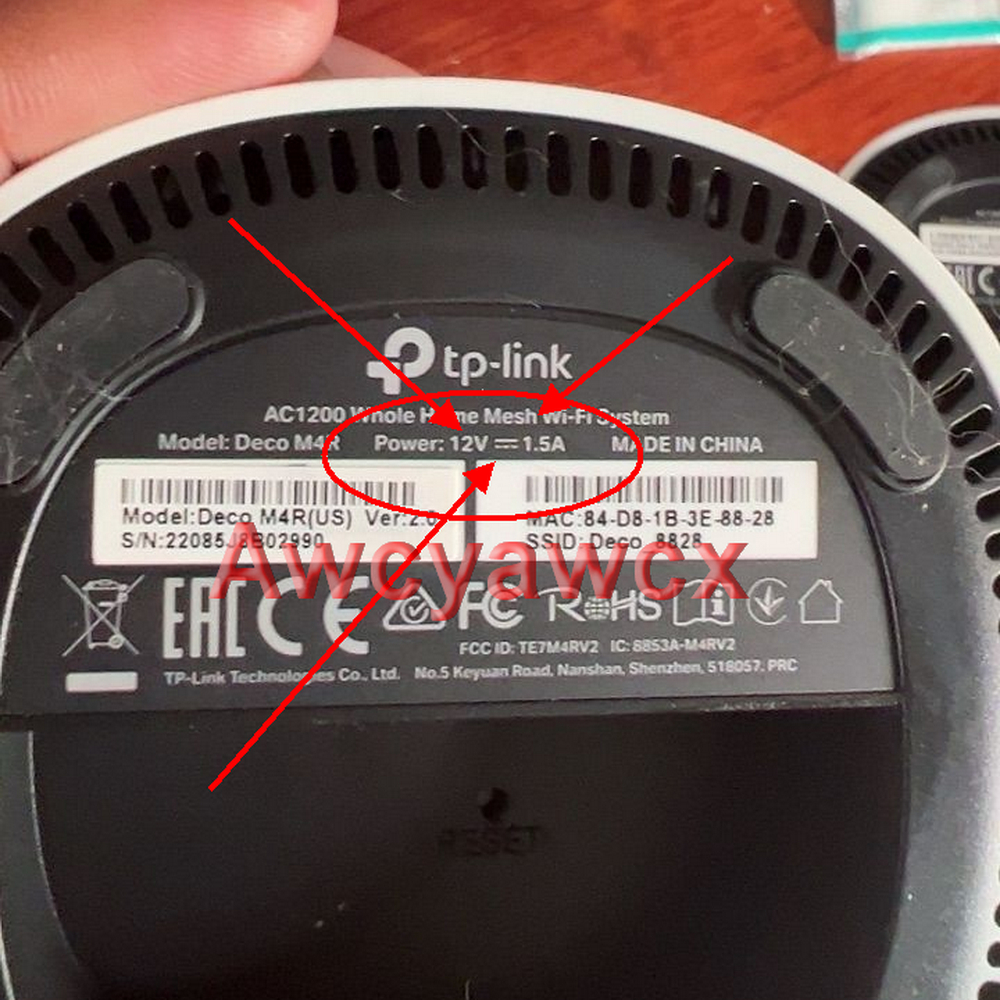 tp-link
AC1200 Whole Home Mesh Wi-Fi System
Model: Deco M4R Power: 12V 1.5A MADE IN CHINA
Model:Deco M4R(US) Ver:2.0
S/N:22085J8B02990
MAC:84-D8-1B-3E-88-28
SSID: Deco_8828
Awcyawcx
EAC CE FC RoHS
FCC ID: TE7M4RV2 IC: 8853A-M4RV2
TP-Link Technologies Co., Ltd. No.5 Keyuan Road, Nanshan, Shenzhen, 518057, PRC
RESET